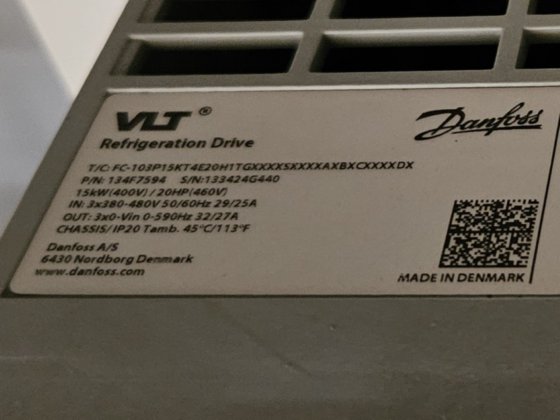 VLT ®
Danfoss
Refrigeration Drive
T/C: FC-103P15KT4E20H1TGXXXXSXXXXAXBXCXXXXDX
P/N: 134F7594 S/N:133424G440
15kW(400V) / 20HP(460V)
IN: 3x380-480V 50/60Hz 29/25A
OUT: 3x0-Vin 0-590Hz 32/27A
CHASSIS/ IP20 Tamb. 45°C/113°F
Danfoss A/S
6430 Nordborg Denmark
www.danfoss.com
MADE IN DENMARK